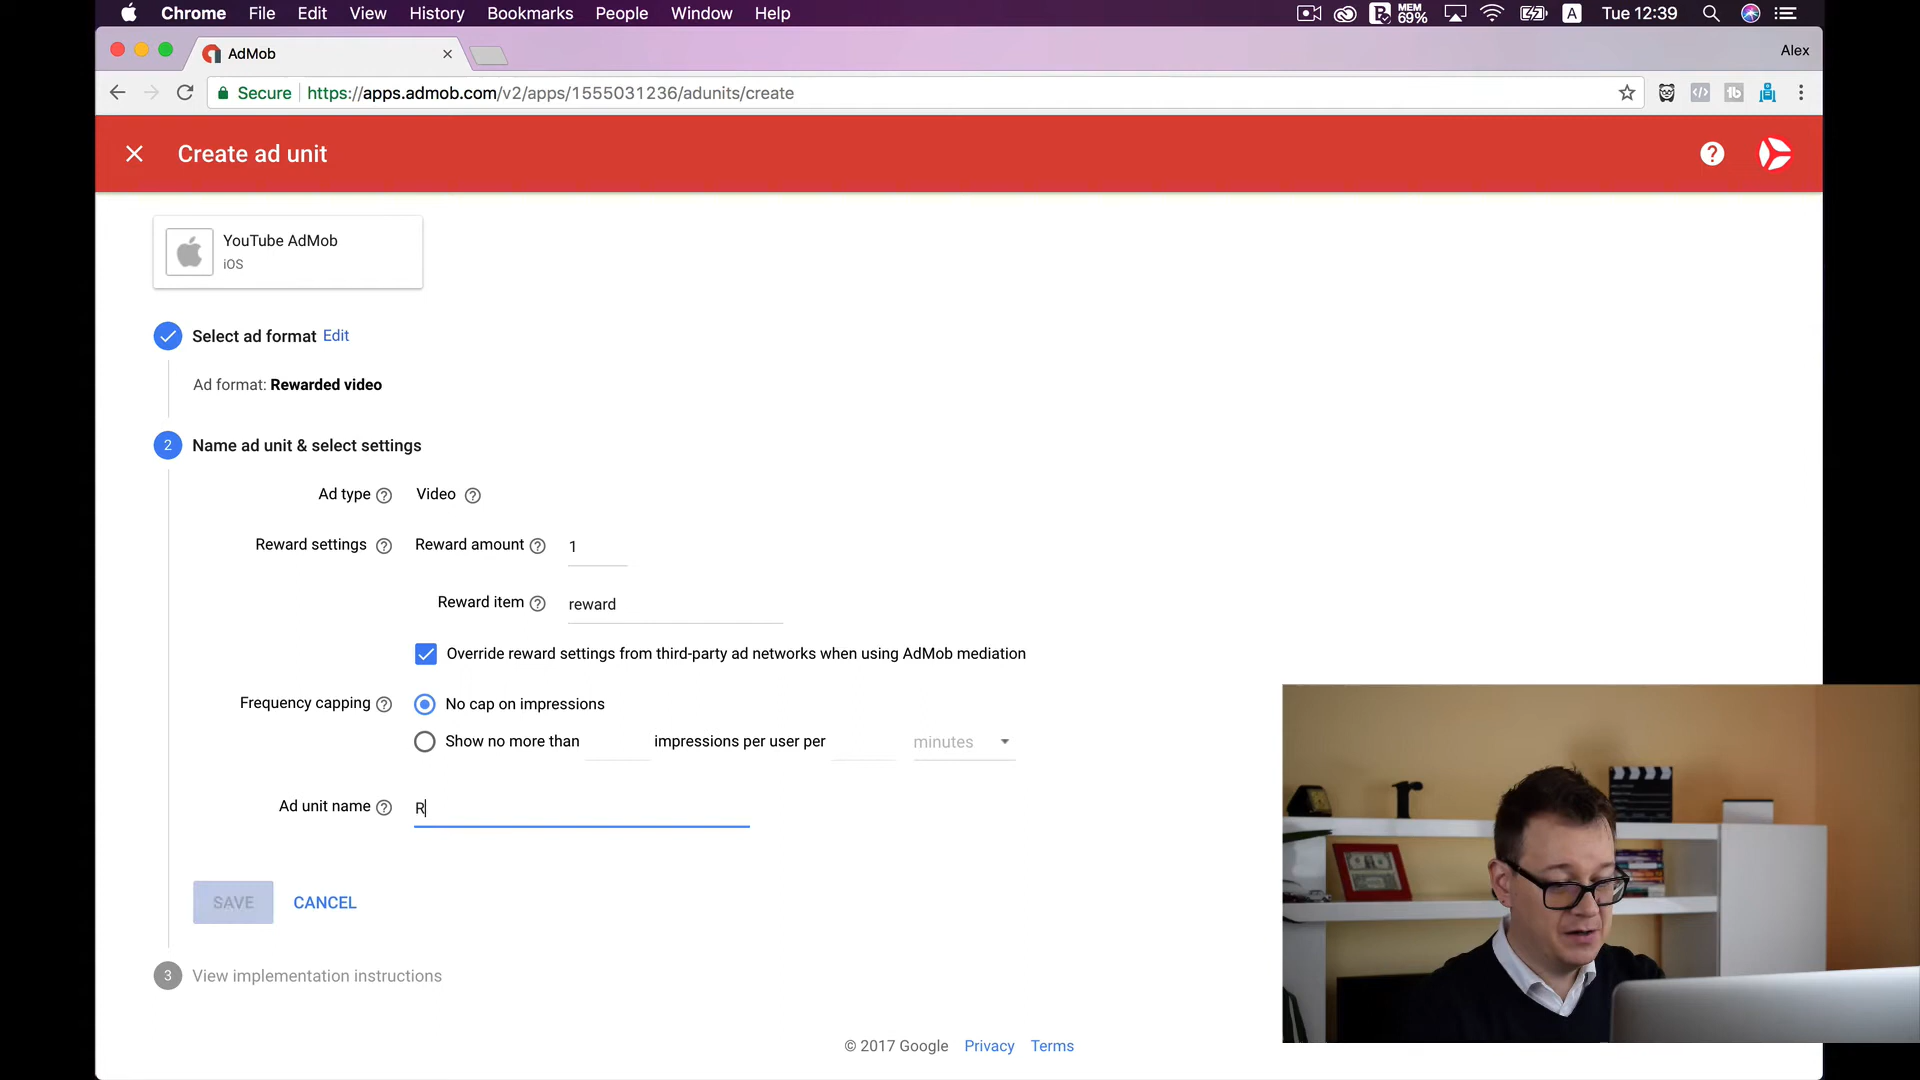 Chrome File Edit View History Bookmarks People Window Help MEM 69% A Tue 12:39
AdMob Alex
Secure https://apps.admob.com/v2/apps/1555031236/adunits/create
Create ad unit
YouTube AdMob
iOS
Select ad format Edit
Ad format: Rewarded video
2 Name ad unit & select settings
Ad type Video
Reward settings Reward amount 1
Reward item reward
Override reward settings from third-party ad networks when using AdMob mediation
Frequency capping No cap on impressions
Show no more than impressions per user per minutes
Ad unit name R
SAVE CANCEL
3 View implementation instructions
© 2017 Google Privacy Terms